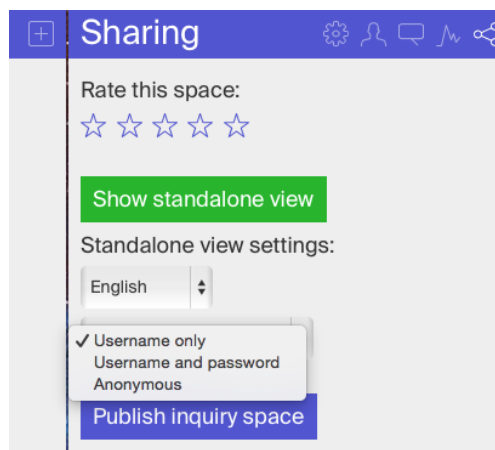 Sharing
Rate this space:
Show standalone view
Standalone view settings:
English
Username only
Username and password
Anonymous
Publish inquiry space